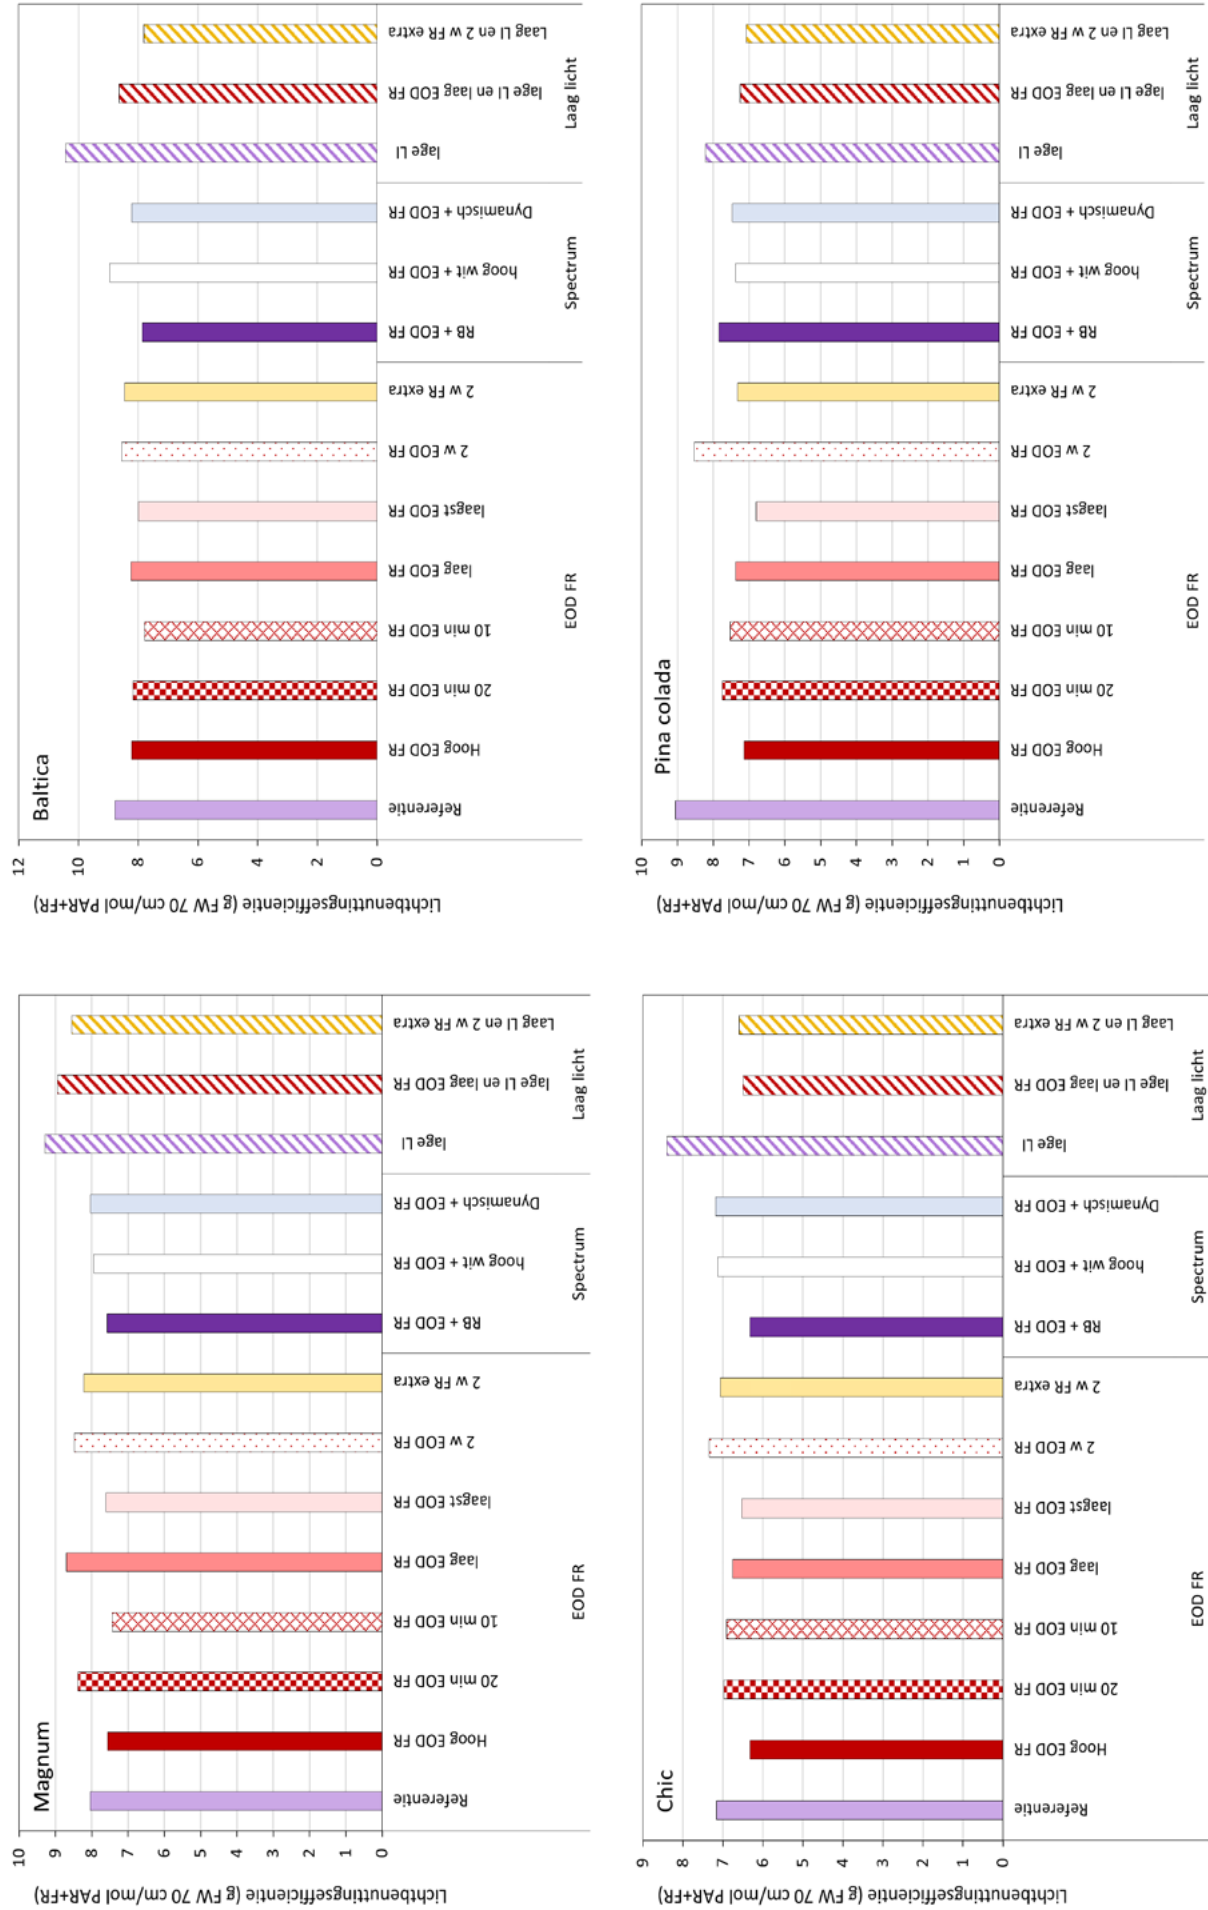 Magnum
Lichtbenuttingsefficientie (g FW 70 cm/mol PAR+FR)
10
9
8
7
6
5
4
3
2
1
0
Referentie
Hoog EOD FR
20 min EOD FR
10 min EOD FR
laag EOD FR
laagst EOD FR
2 w EOD FR
2 w FR extra
RB + EOD FR
hoog wit + EOD FR
Dynamisch + EOD FR
lage LI
lage LI en laag EOD FR
Laag LI en 2 w FR extra
EOD FR
Spectrum
Laag licht
Baltica
Lichtbenuttingsefficientie (g FW 70 cm/mol PAR+FR)
12
10
8
6
4
2
0
Referentie
Hoog EOD FR
20 min EOD FR
10 min EOD FR
laag EOD FR
laagst EOD FR
2 w EOD FR
2 w FR extra
RB + EOD FR
hoog wit + EOD FR
Dynamisch + EOD FR
lage LI
lage LI en laag EOD FR
Laag LI en 2 w FR extra
EOD FR
Spectrum
Laag licht
Chic
Lichtbenuttingsefficientie (g FW 70 cm/mol PAR+FR)
9
8
7
6
5
4
3
2
1
0
Referentie
Hoog EOD FR
20 min EOD FR
10 min EOD FR
laag EOD FR
laagst EOD FR
2 w EOD FR
2 w FR extra
RB + EOD FR
hoog wit + EOD FR
Dynamisch + EOD FR
lage LI
lage LI en laag EOD FR
Laag LI en 2 w FR extra
EOD FR
Spectrum
Laag licht
Pina colada
Lichtbenuttingsefficientie (g FW 70 cm/mol PAR+FR)
10
9
8
7
6
5
4
3
2
1
0
Referentie
Hoog EOD FR
20 min EOD FR
10 min EOD FR
laag EOD FR
laagst EOD FR
2 w EOD FR
2 w FR extra
RB + EOD FR
hoog wit + EOD FR
Dynamisch + EOD FR
lage LI
lage LI en laag EOD FR
Laag LI en 2 w FR extra
EOD FR
Spectrum
Laag licht